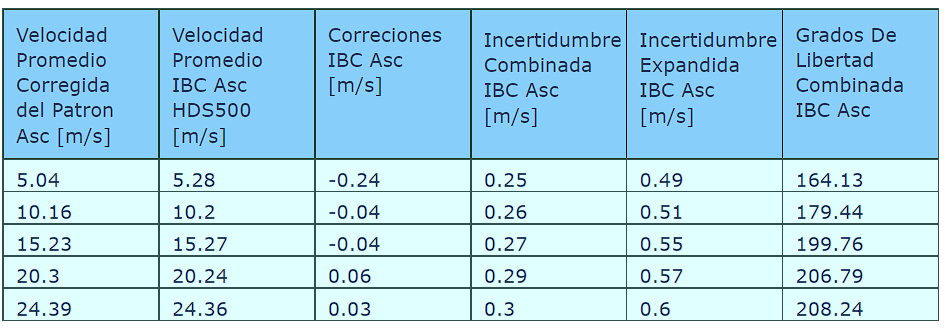 Velocidad Promedio Corregida del Patron Asc [m/s] | Velocidad Promedio IBC Asc HDS500 [m/s] | Correciones IBC Asc [m/s] | Incertidumbre Combinada IBC Asc [m/s] | Incertidumbre Expandida IBC Asc [m/s] | Grados De Libertad Combinada IBC Asc
5.04 | 5.28 | -0.24 | 0.25 | 0.49 | 164.13
10.16 | 10.2 | -0.04 | 0.26 | 0.51 | 179.44
15.23 | 15.27 | -0.04 | 0.27 | 0.55 | 199.76
20.3 | 20.24 | 0.06 | 0.29 | 0.57 | 206.79
24.39 | 24.36 | 0.03 | 0.3 | 0.6 | 208.24